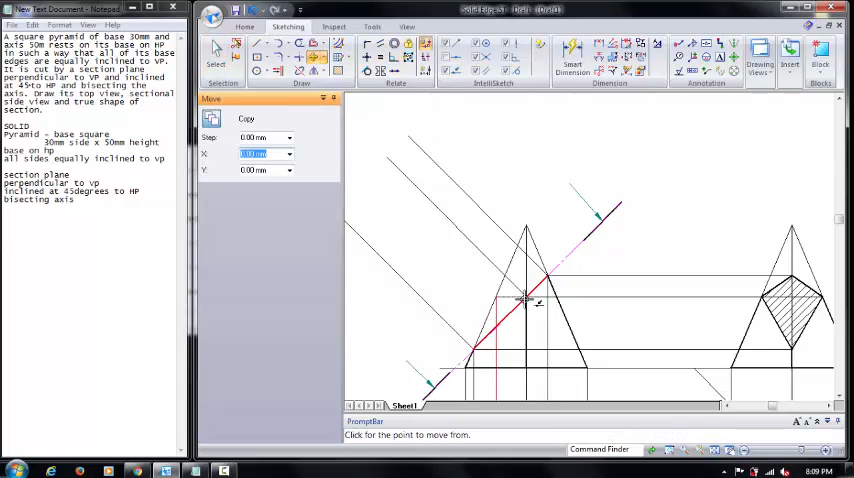 New Text Document - Notepad
File Edit Format View Help
A square pyramid of base 30mm and
axis 50m rests on its base on HP
in such a way that all of its base
edges are equally inclined to VP.
It is cut by a section plane
perpendicular to VP and inclined
at 45to HP and bisecting the
axis. Draw its top view, sectional
side view and true shape of
section.
SOLID
Pyramid - base square
30mm side x 50mm height
base on hp
all sides equally inclined to vp
section plane
perpendicular to vp
inclined at 45degrees to HP
bisecting axis
Solid Edge ST - Draft - [Draft1]
Home Sketching Inspect Tools View
Select
Smart
Dimension
Drawing
Views
Insert
Block
Selection Draw Relate IntelliSketch Dimension Annotation Blocks
Move
Copy
Step: 0.00 mm
X: 0.00 mm
Y: 0.00 mm
Sheet1
PromptBar
Click for the point to move from.
Command Finder
8:09 PM